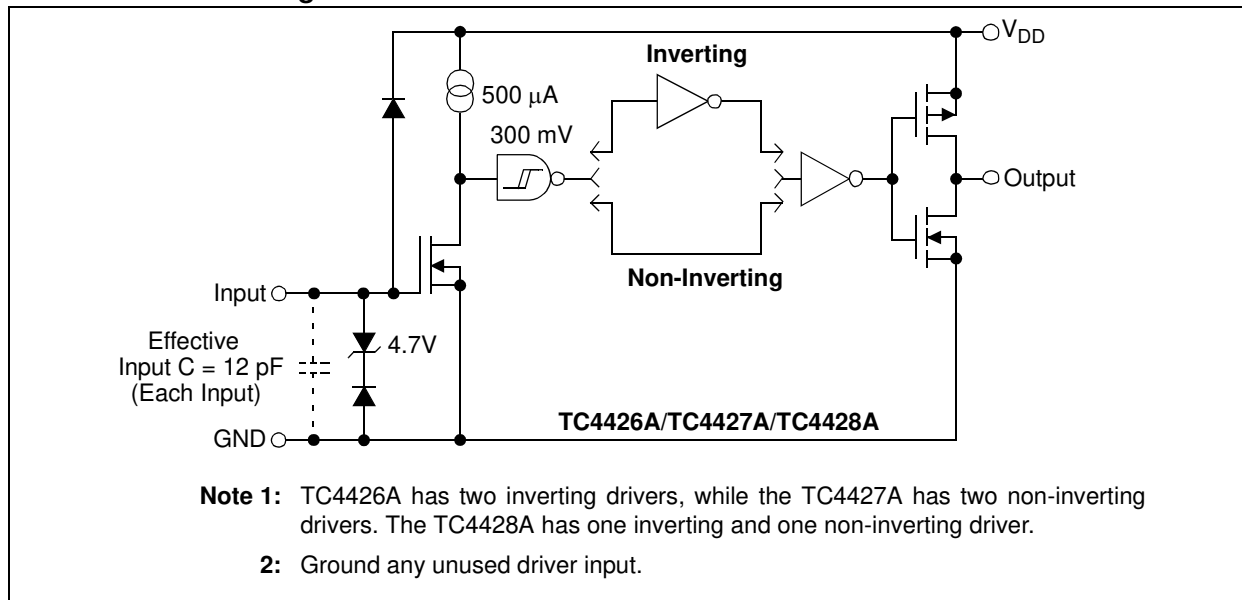 V_DD
Inverting
500 μA
300 mV
Output
Non-Inverting
Input
4.7V
Effective
Input C = 12 pF
(Each Input)
TC4426A/TC4427A/TC4428A
GND
Note 1: TC4426A has two inverting drivers, while the TC4427A has two non-inverting
drivers. The TC4428A has one inverting and one non-inverting driver.
2: Ground any unused driver input.